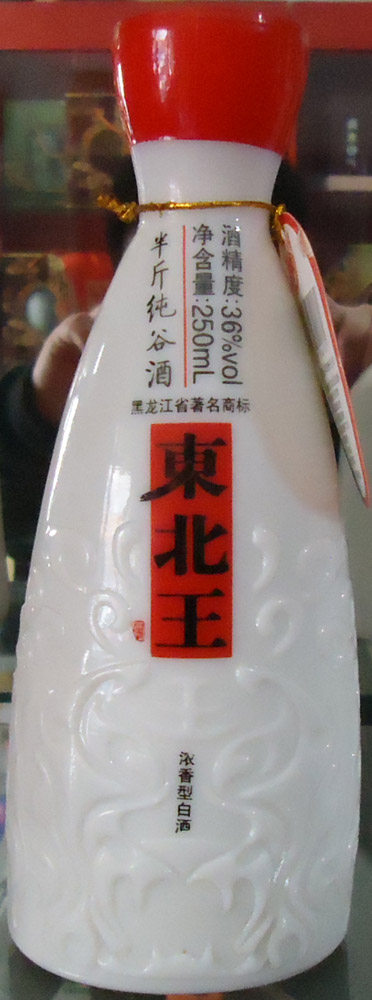 酒精度:36%vol
净含量:250mL
半斤纯谷酒
黑龙江省著名商标
東北王
浓香型白酒